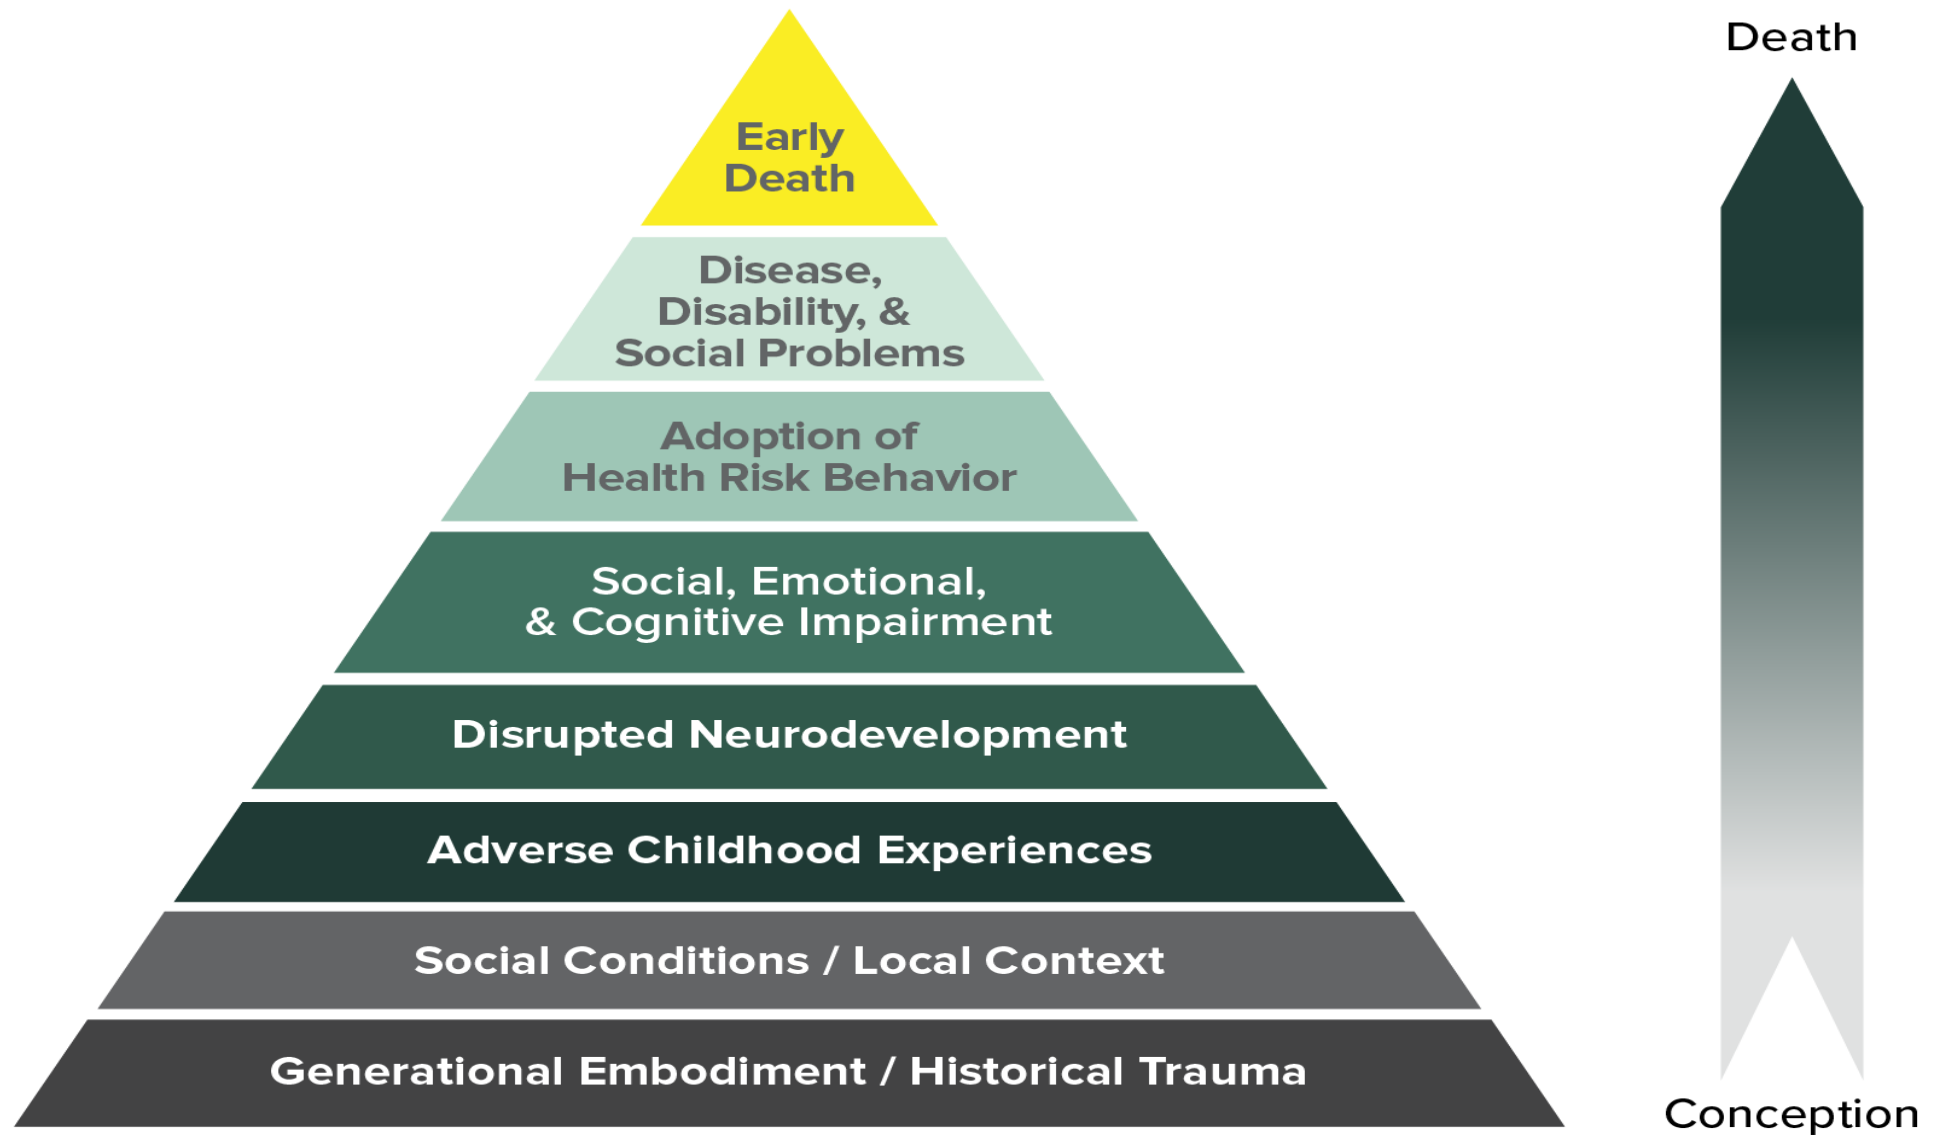 Death
Early
Death
Disease,
Disability, &
Social Problems
Adoption of
Health Risk Behavior
Social, Emotional,
& Cognitive Impairment
Disrupted Neurodevelopment
Adverse Childhood Experiences
Social Conditions / Local Context
Generational Embodiment / Historical Trauma
Conception